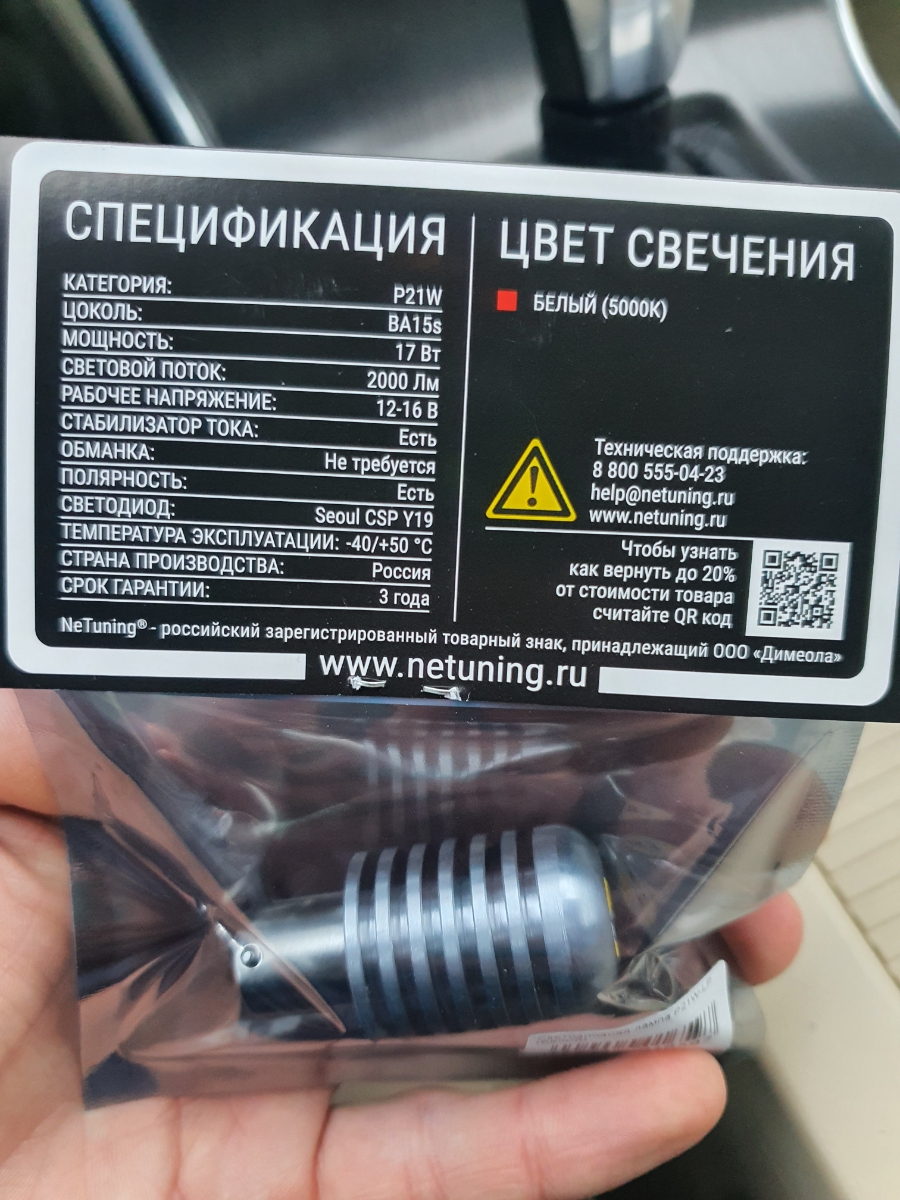 СПЕЦИФИКАЦИЯ
КАТЕГОРИЯ: P21W
ЦОКОЛЬ: BA15s
МОЩНОСТЬ: 17 Вт
СВЕТОВОЙ ПОТОК: 2000 Лм
РАБОЧЕЕ НАПРЯЖЕНИЕ: 12-16 В
СТАБИЛИЗАТОР ТОКА: Есть
ОБМАНКА: Не требуется
ПОЛЯРНОСТЬ: Есть
СВЕТОДИОД: Seoul CSP Y19
ТЕМПЕРАТУРА ЭКСПЛУАТАЦИИ: -40/+50 °C
СТРАНА ПРОИЗВОДСТВА: Россия
СРОК ГАРАНТИИ: 3 года
ЦВЕТ СВЕЧЕНИЯ
БЕЛЫЙ (5000К)
Техническая поддержка:
8 800 555-04-23
help@netuning.ru
www.netuning.ru
Чтобы узнать
как вернуть до 20%
от стоимости товара
считайте QR код
NeTuning® - российский зарегистрированный товарный знак, принадлежащий ООО «Димеола»
www.netuning.ru